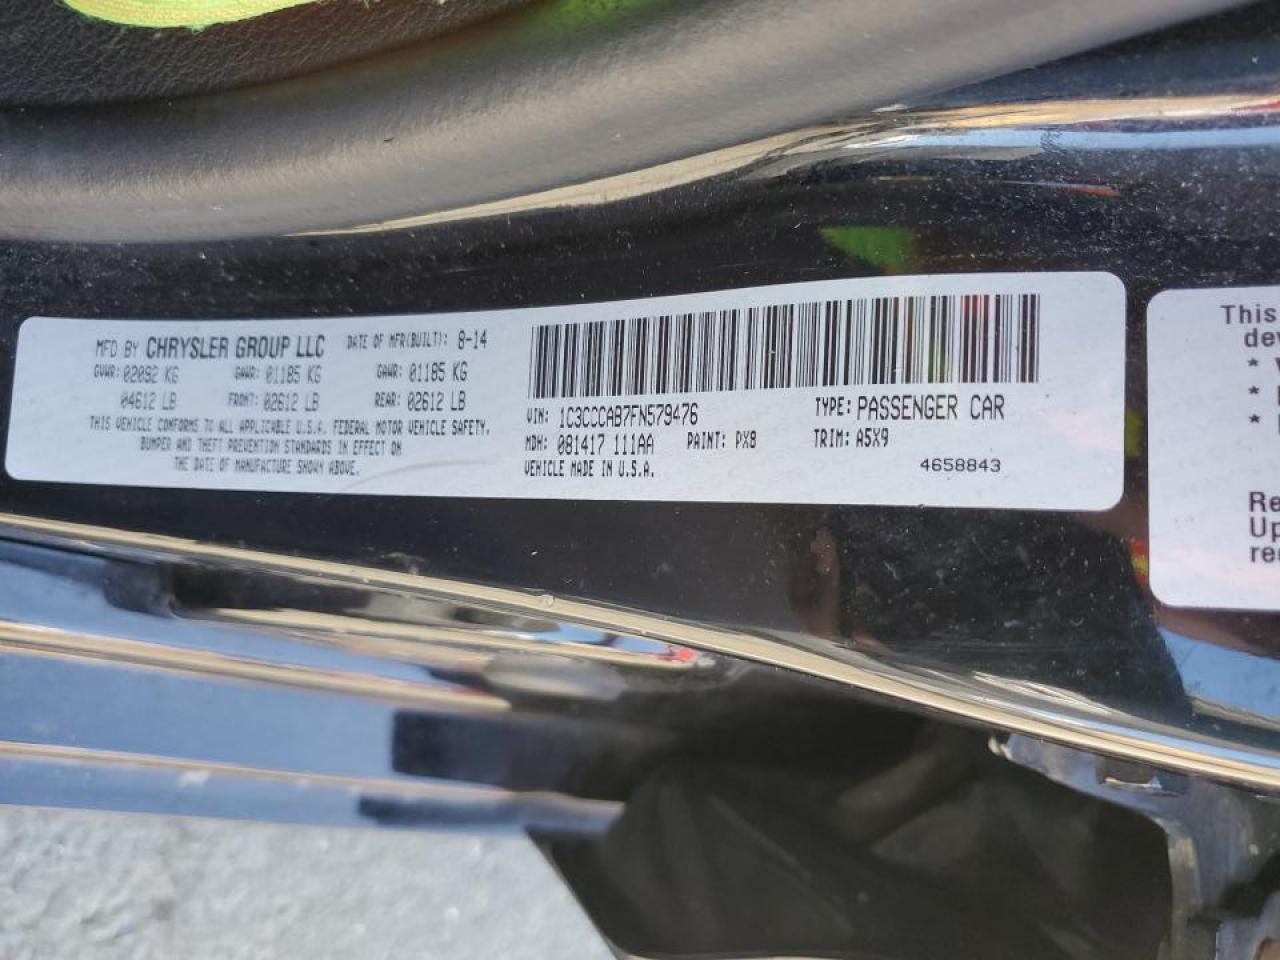 MFD BY CHRYSLER GROUP LLC DATE OF MFR(BUILT): 8-14
GVWR: 02092 KG GAWR: 01185 KG GAWR: 01185 KG
04612 LB FRONT: 02612 LB REAR: 02612 LB
THIS VEHICLE CONFORMS TO ALL APPLICABLE U.S.A. FEDERAL MOTOR VEHICLE SAFETY,
BUMPER AND THEFT PREVENTION STANDARDS IN EFFECT ON
THE DATE OF MANUFACTURE SHOWN ABOVE.
VIN: 1C3CCCAB7FN579476 TYPE: PASSENGER CAR
MDH: 081417 111AA PAINT: PX8 TRIM: A5X9
VEHICLE MADE IN U.S.A.
4658843
This
dev
*
*
*
Re
Up